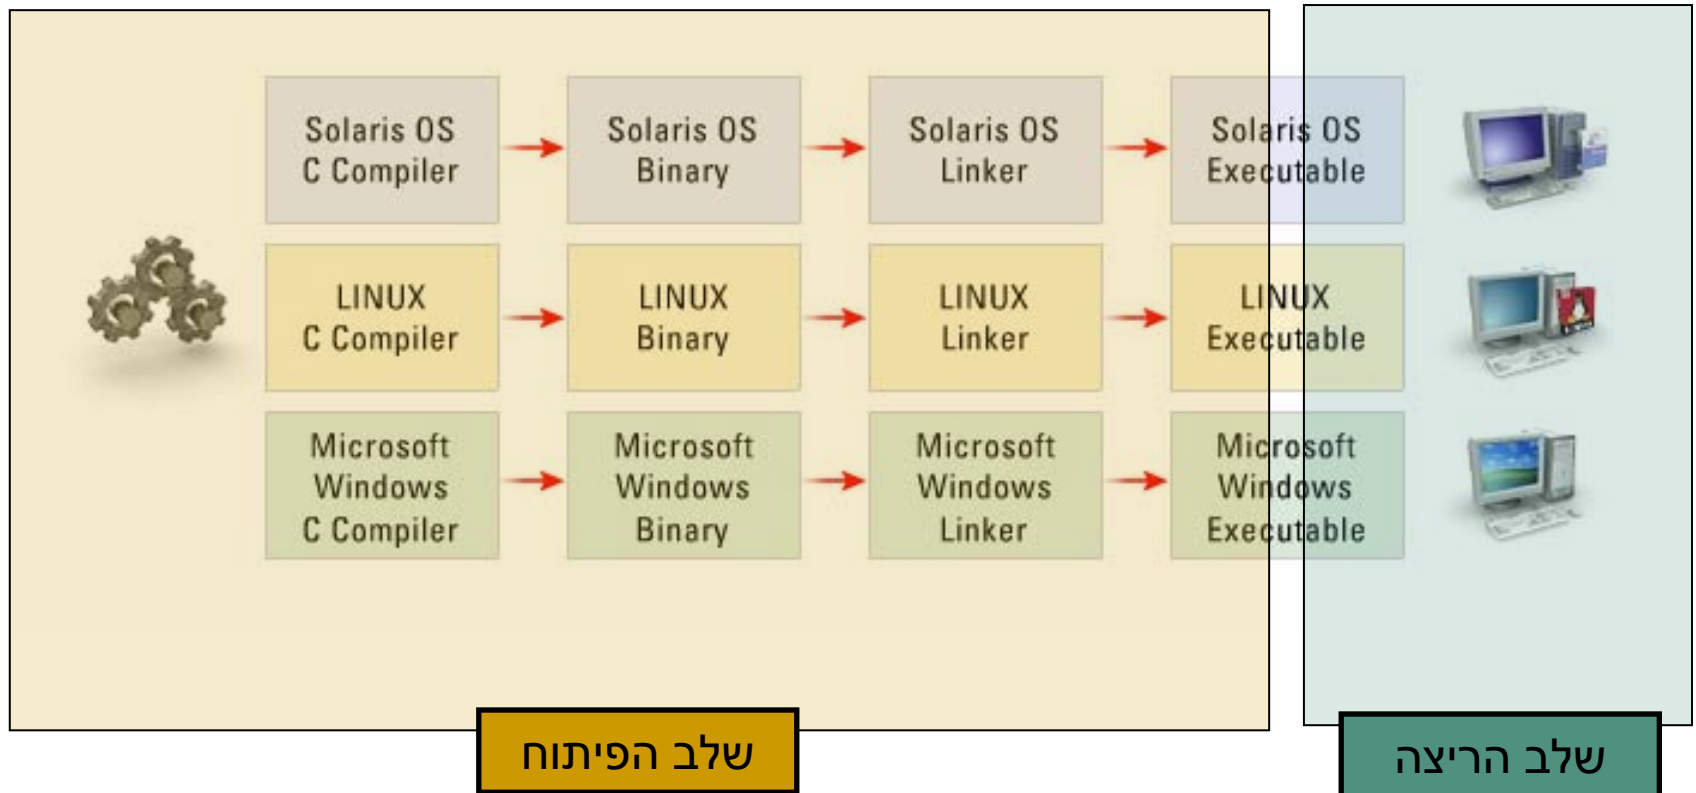 Solaris OS
C Compiler
Solaris OS
Binary
Solaris OS
Linker
Solaris OS
Executable
LINUX
C Compiler
LINUX
Binary
LINUX
Linker
LINUX
Executable
Microsoft
Windows
C Compiler
Microsoft
Windows
Binary
Microsoft
Windows
Linker
Microsoft
Windows
Executable
שלב הפיתוח
שלב הריצה